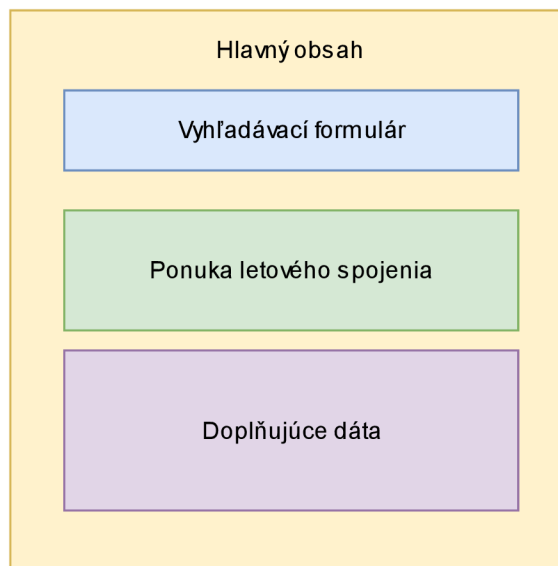 Hlavný obsah
Vyhľadávací formulár
Ponuka letového spojenia
Doplňujúce dáta